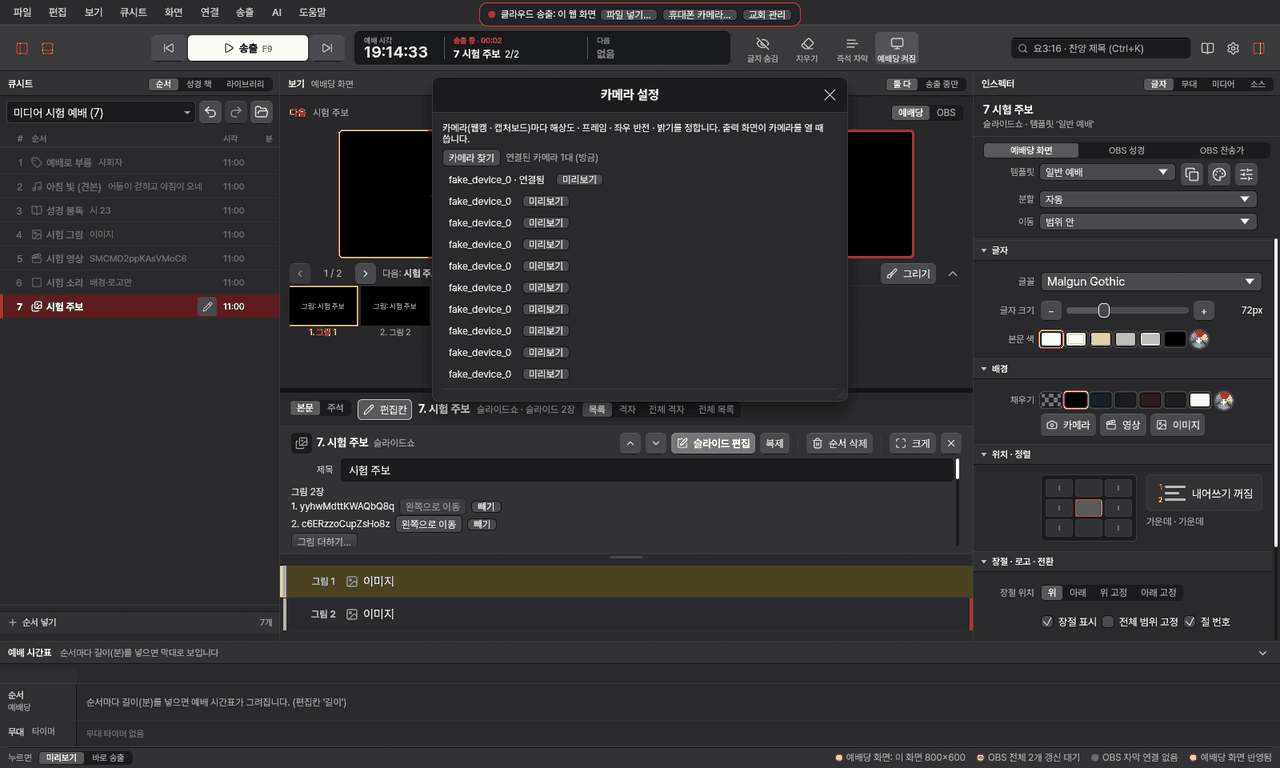 파일 편집 보기 큐시트 화면 연결 송출 AI 도움말
클라우드 송출: 이 웹 화면 파일 넣기... 휴대폰 카메라... 교회 관리
송출 F9
예배 시각
19:14:33
송출 중 · 00:02
7 시험 주보 2/2
다음
없음
글자 숨김 지우기 즉석 자막 예배당 켜짐
요3:16 · 찬양 제목 (Ctrl+K)
큐시트 순서 성경 책 라이브러리
미디어 시험 예배 (7)
# 순서 시각 분
1 예배로 부름 사회자 11:00
2 아침 빛 (견본) 어둠이 걷히고 아침이 오네 11:00
3 성경 봉독 시 23 11:00
4 시험 그림 이미지 11:00
5 시험 영상 SMCMD2ppKAsVMoC6 11:00
6 시험 소리 배경·로고만 11:00
7 시험 주보 11:00
순서 넣기 7개
보기 예배당 화면 둘 다 송출 중만
다음 시험 주보 예배당 OBS
카메라 설정
카메라(웹캠 · 캡처보드)마다 해상도 · 프레임 · 좌우 반전 · 밝기를 정합니다. 출력 화면이 카메라를 열 때
씁니다.
카메라 찾기 연결된 카메라 1대 (방금)
fake_device_0 · 연결됨 미리보기
fake_device_0 미리보기
fake_device_0 미리보기
fake_device_0 미리보기
fake_device_0 미리보기
fake_device_0 미리보기
fake_device_0 미리보기
fake_device_0 미리보기
fake_device_0 미리보기
fake_device_0 미리보기
1 / 2 다음: 시험 주 그리기
그림: 시험 주보 그림: 시험 주보
1. 그림 1 2. 그림 2
본문 주석 편집칸 7. 시험 주보 슬라이드쇼 · 슬라이드 2장 목록 격자 전체 격자 전체 목록
7. 시험 주보 슬라이드쇼 슬라이드 편집 복제 순서 삭제 크게
제목 시험 주보
그림 2장
1. yyhwMdttKWAQbQ8q 왼쪽으로 이동 빼기
2. c6ERzzoCupZsHo8z 왼쪽으로 이동 빼기
그림 더하기...
그림 1 이미지
그림 2 이미지
인스펙터 글자 무대 미디어 소스
7 시험 주보
슬라이드쇼 · 템플릿 '일반 예배'
예배당 화면 OBS 성경 OBS 찬송가
템플릿 일반 예배
분할 자동
이동 범위 안
글자
글꼴 Malgun Gothic
글자 크기 − + 72px
본문 색
배경
채우기
카메라 영상 이미지
위치 · 정렬
1
2 내어쓰기 꺼짐
가운데 · 가운데
장절 · 로고 · 전환
장절 위치 위 아래 위 고정 아래 고정
장절 표시 전체 범위 고정 절 번호
예배 시간표 순서마다 길이(분)를 넣으면 막대로 보입니다
순서
예배당
순서마다 길이(분)를 넣으면 예배 시간표가 그려집니다. (편집칸 '길이')
무대 타이머 무대 타이머 없음
누르면 미리보기 바로 송출
예배당 화면: 이 화면 800×600 OBS 전체 2개 갱신 대기 OBS 자막 연결 없음 예배당 화면 반영됨